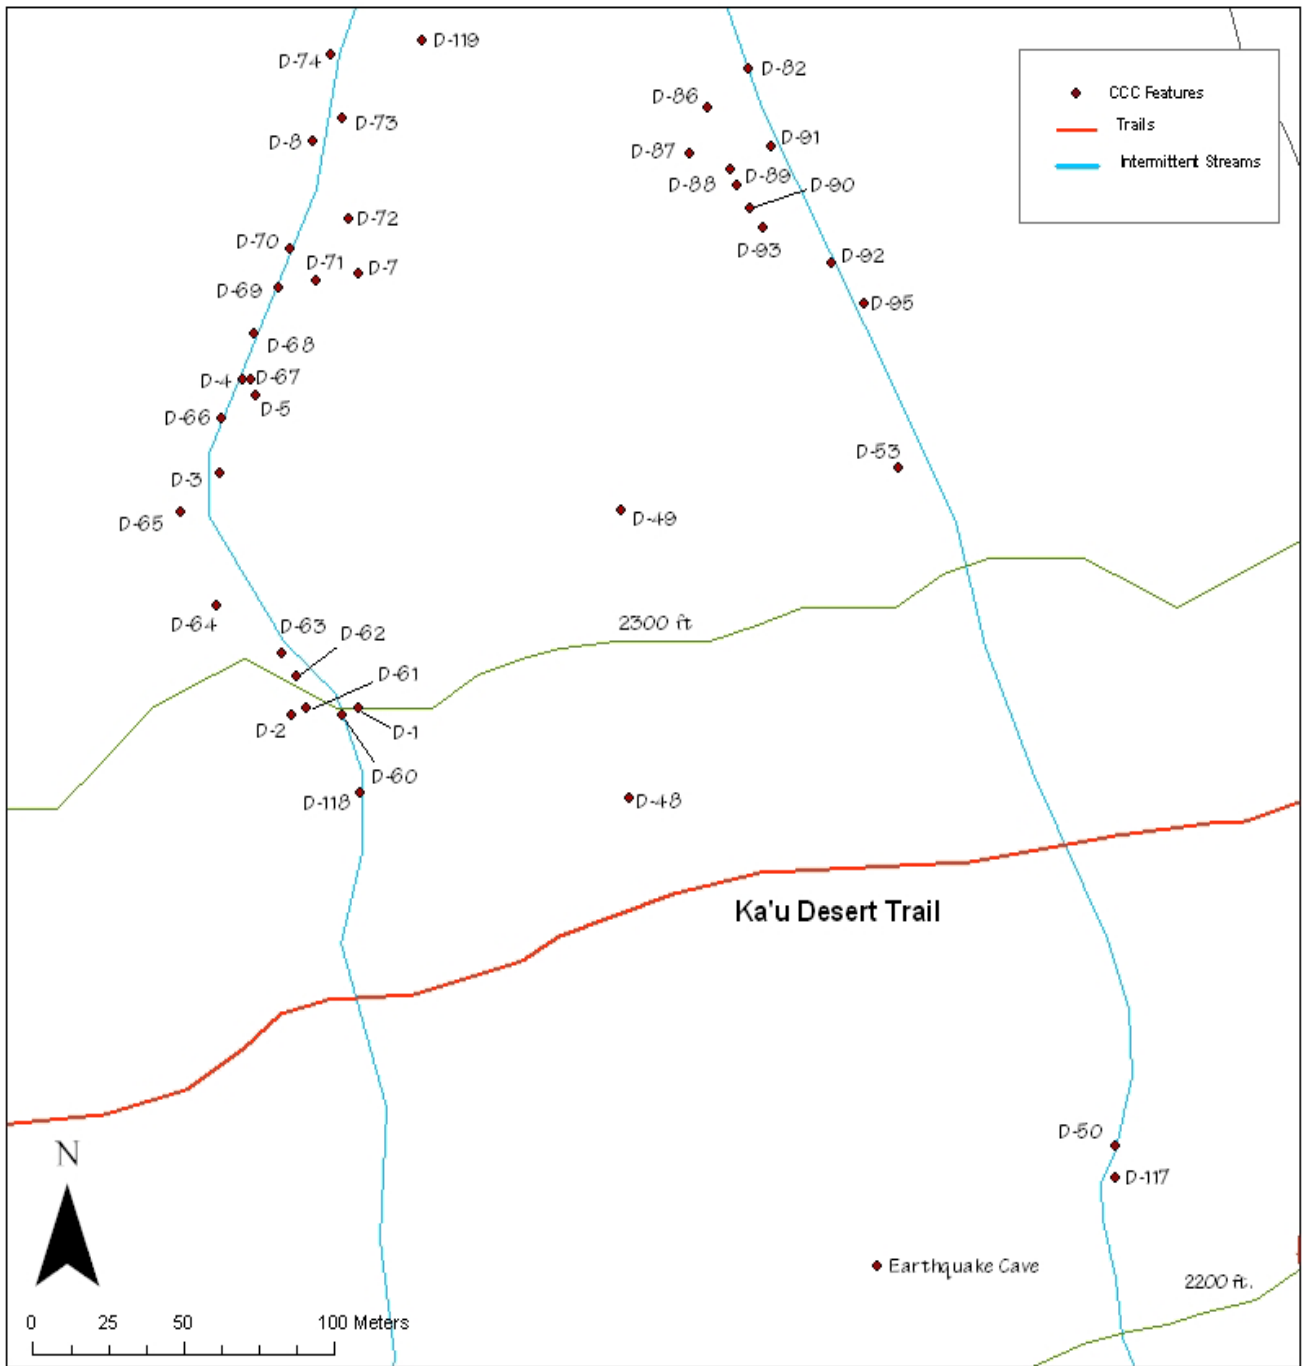 D-119
D-74
D-82
D-86
CCC Features
D-73
Trails
D-8
D-91
D-87
Intermittent Streams
D-89
D-88
D-90
D-72
D-70
D-93
D-71
D-7
D-92
D-69
D-95
D-68
D-4
D-67
D-5
D-66
D-53
D-3
D-49
D-65
D-64
2300 ft
D-63
D-62
D-61
D-2
D-1
D-60
D-118
D-48
Ka'u Desert Trail
D-50
N
D-117
Earthquake Cave
2200 ft.
0 25 50 100 Meters